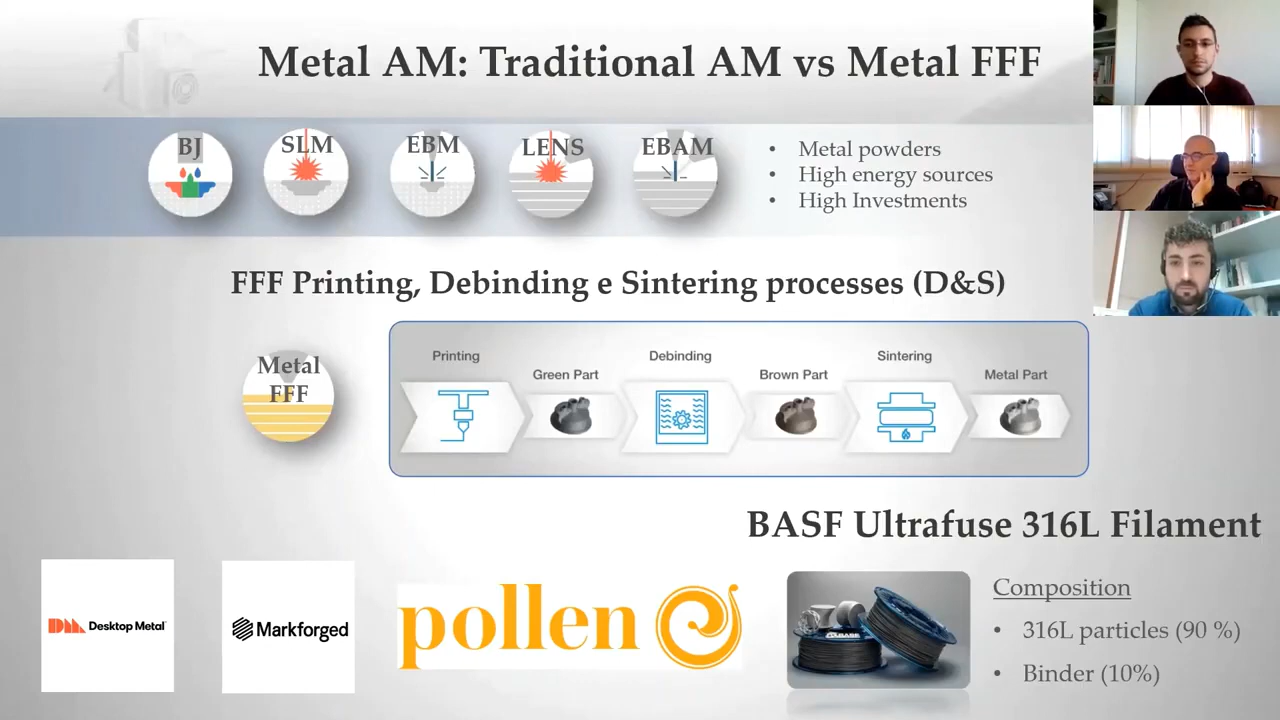 Metal AM: Traditional AM vs Metal FFF
BJ
SLM
EBM
LENS
EBAM
• Metal powders
• High energy sources
• High Investments
FFF Printing, Debinding e Sintering processes (D&S)
Metal
FFF
Printing
Green Part
Debinding
Brown Part
Sintering
Metal Part
BASF Ultrafuse 316L Filament
Desktop Metal
Markforged
pollen
BASF
Composition
• 316L particles (90 %)
• Binder (10%)